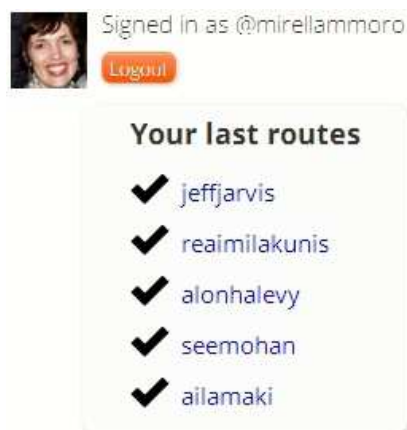 Signed in as @mirellammoro
Logout
Your last routes
jeffjarvis
reaimilakunis
alonhalevy
seemohan
ailamaki